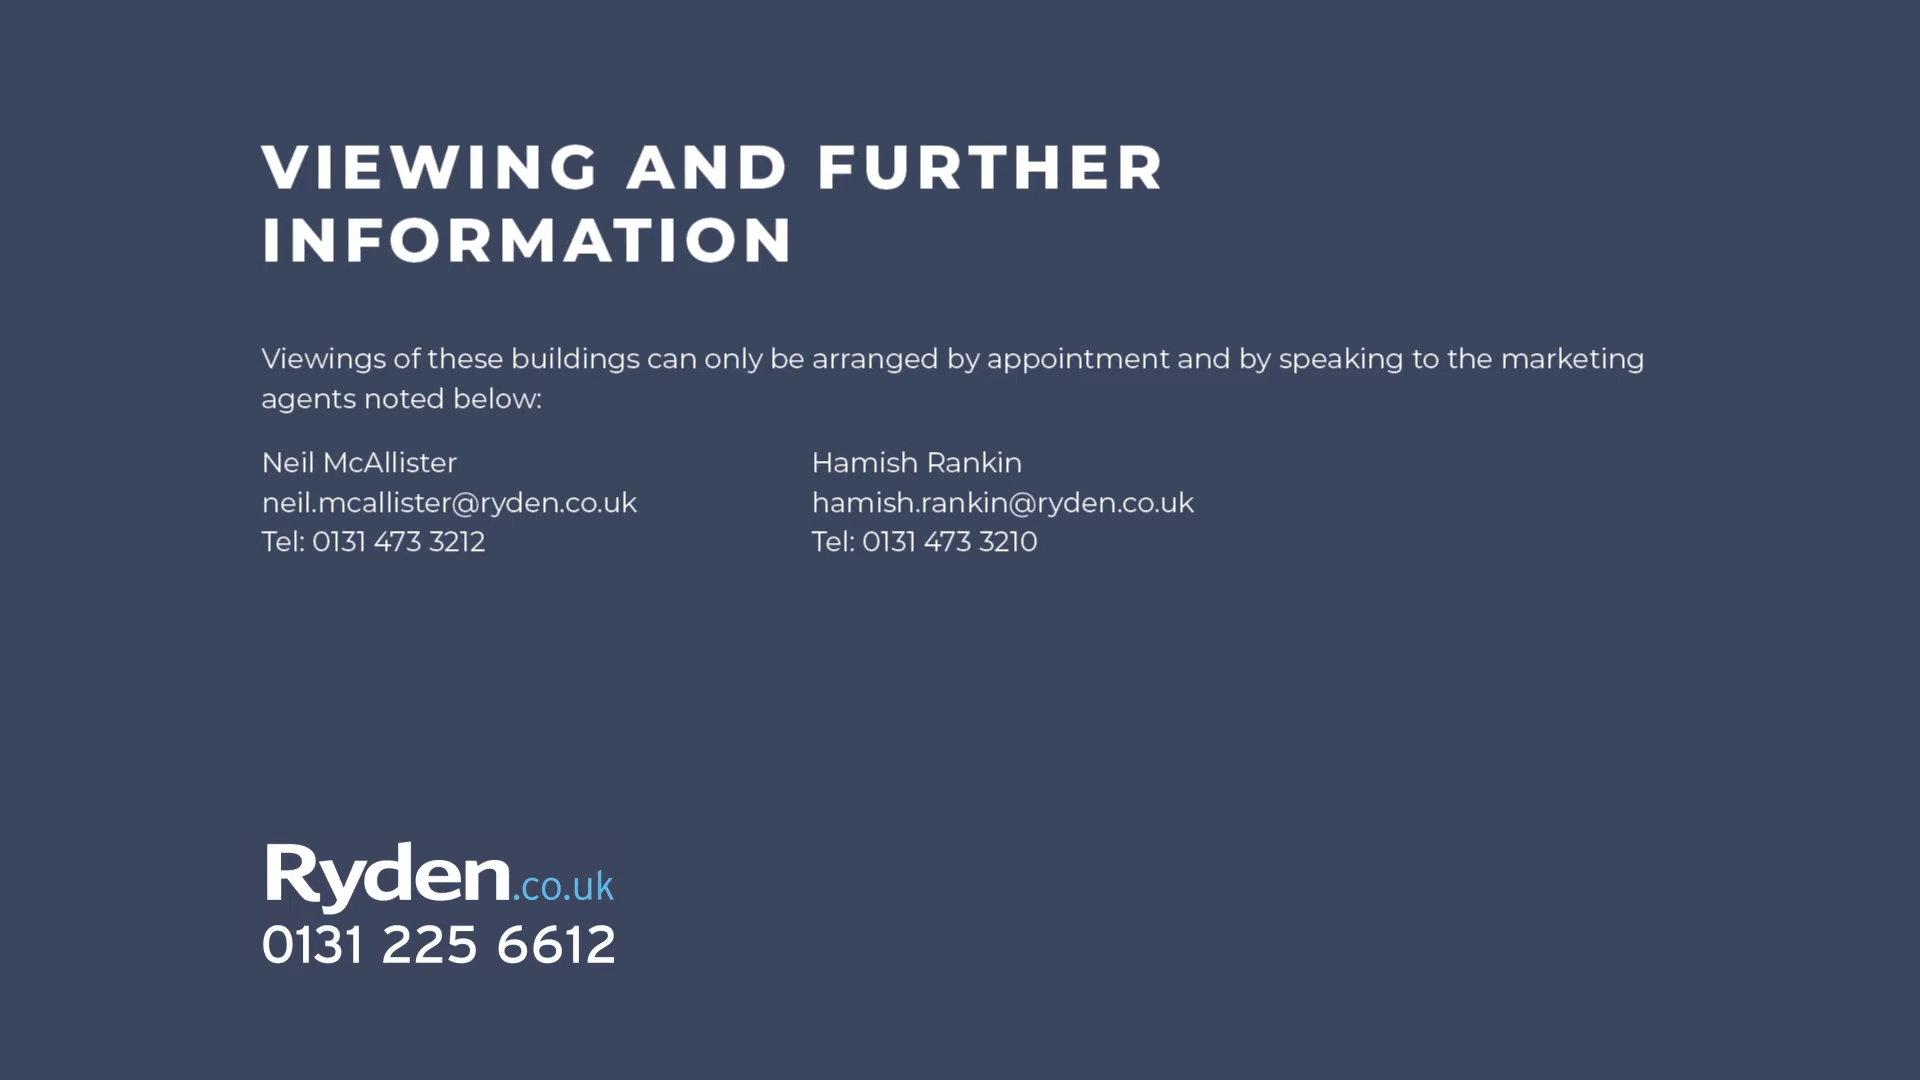 VIEWING AND FURTHER
INFORMATION
Viewings of these buildings can only be arranged by appointment and by speaking to the marketing
agents noted below:
Neil McAllister
neil.mcallister@ryden.co.uk
Tel: 0131 473 3212
Hamish Rankin
hamish.rankin@ryden.co.uk
Tel: 0131 473 3210
Ryden.co.uk
0131 225 6612